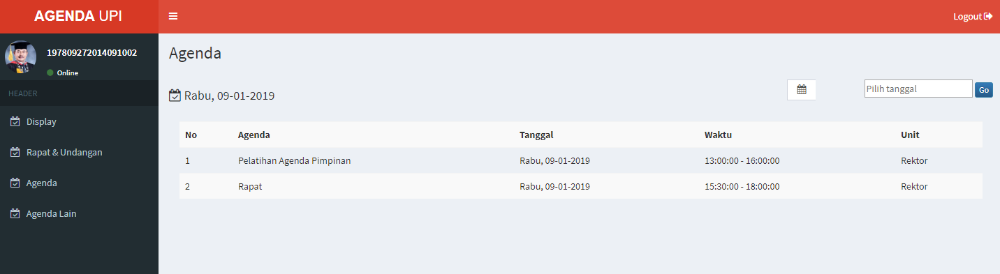 AGENDA UPI
Logout
197809272014091002
Online
HEADER
Display
Rapat & Undangan
Agenda
Agenda Lain
Agenda
Rabu, 09-01-2019
Pilih tanggal Go
No Agenda Tanggal Waktu Unit
1 Pelatihan Agenda Pimpinan Rabu, 09-01-2019 13:00:00 - 16:00:00 Rektor
2 Rapat Rabu, 09-01-2019 15:30:00 - 18:00:00 Rektor